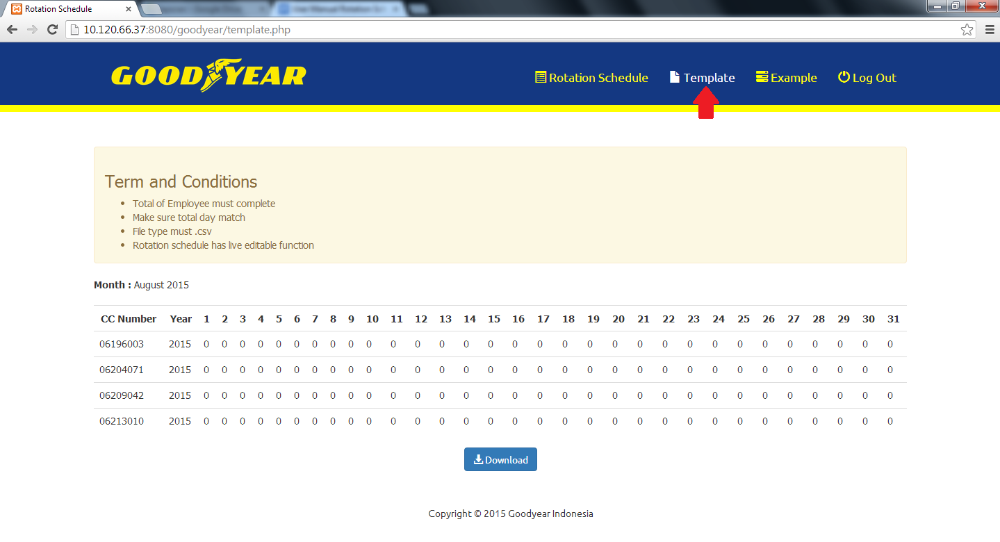 Rotation Schedule
10.120.66.37:8080/goodyear/template.php
GOODYEAR
Rotation Schedule Template Example Log Out
Term and Conditions
• Total of Employee must complete
• Make sure total day match
• File type must .csv
• Rotation schedule has live editable function
Month : August 2015
CC Number Year 1 2 3 4 5 6 7 8 9 10 11 12 13 14 15 16 17 18 19 20 21 22 23 24 25 26 27 28 29 30 31
06196003 2015 0 0 0 0 0 0 0 0 0 0 0 0 0 0 0 0 0 0 0 0 0 0 0 0 0 0 0 0 0 0 0
06204071 2015 0 0 0 0 0 0 0 0 0 0 0 0 0 0 0 0 0 0 0 0 0 0 0 0 0 0 0 0 0 0 0
06209042 2015 0 0 0 0 0 0 0 0 0 0 0 0 0 0 0 0 0 0 0 0 0 0 0 0 0 0 0 0 0 0 0
06213010 2015 0 0 0 0 0 0 0 0 0 0 0 0 0 0 0 0 0 0 0 0 0 0 0 0 0 0 0 0 0 0 0
Download
Copyright © 2015 Goodyear Indonesia